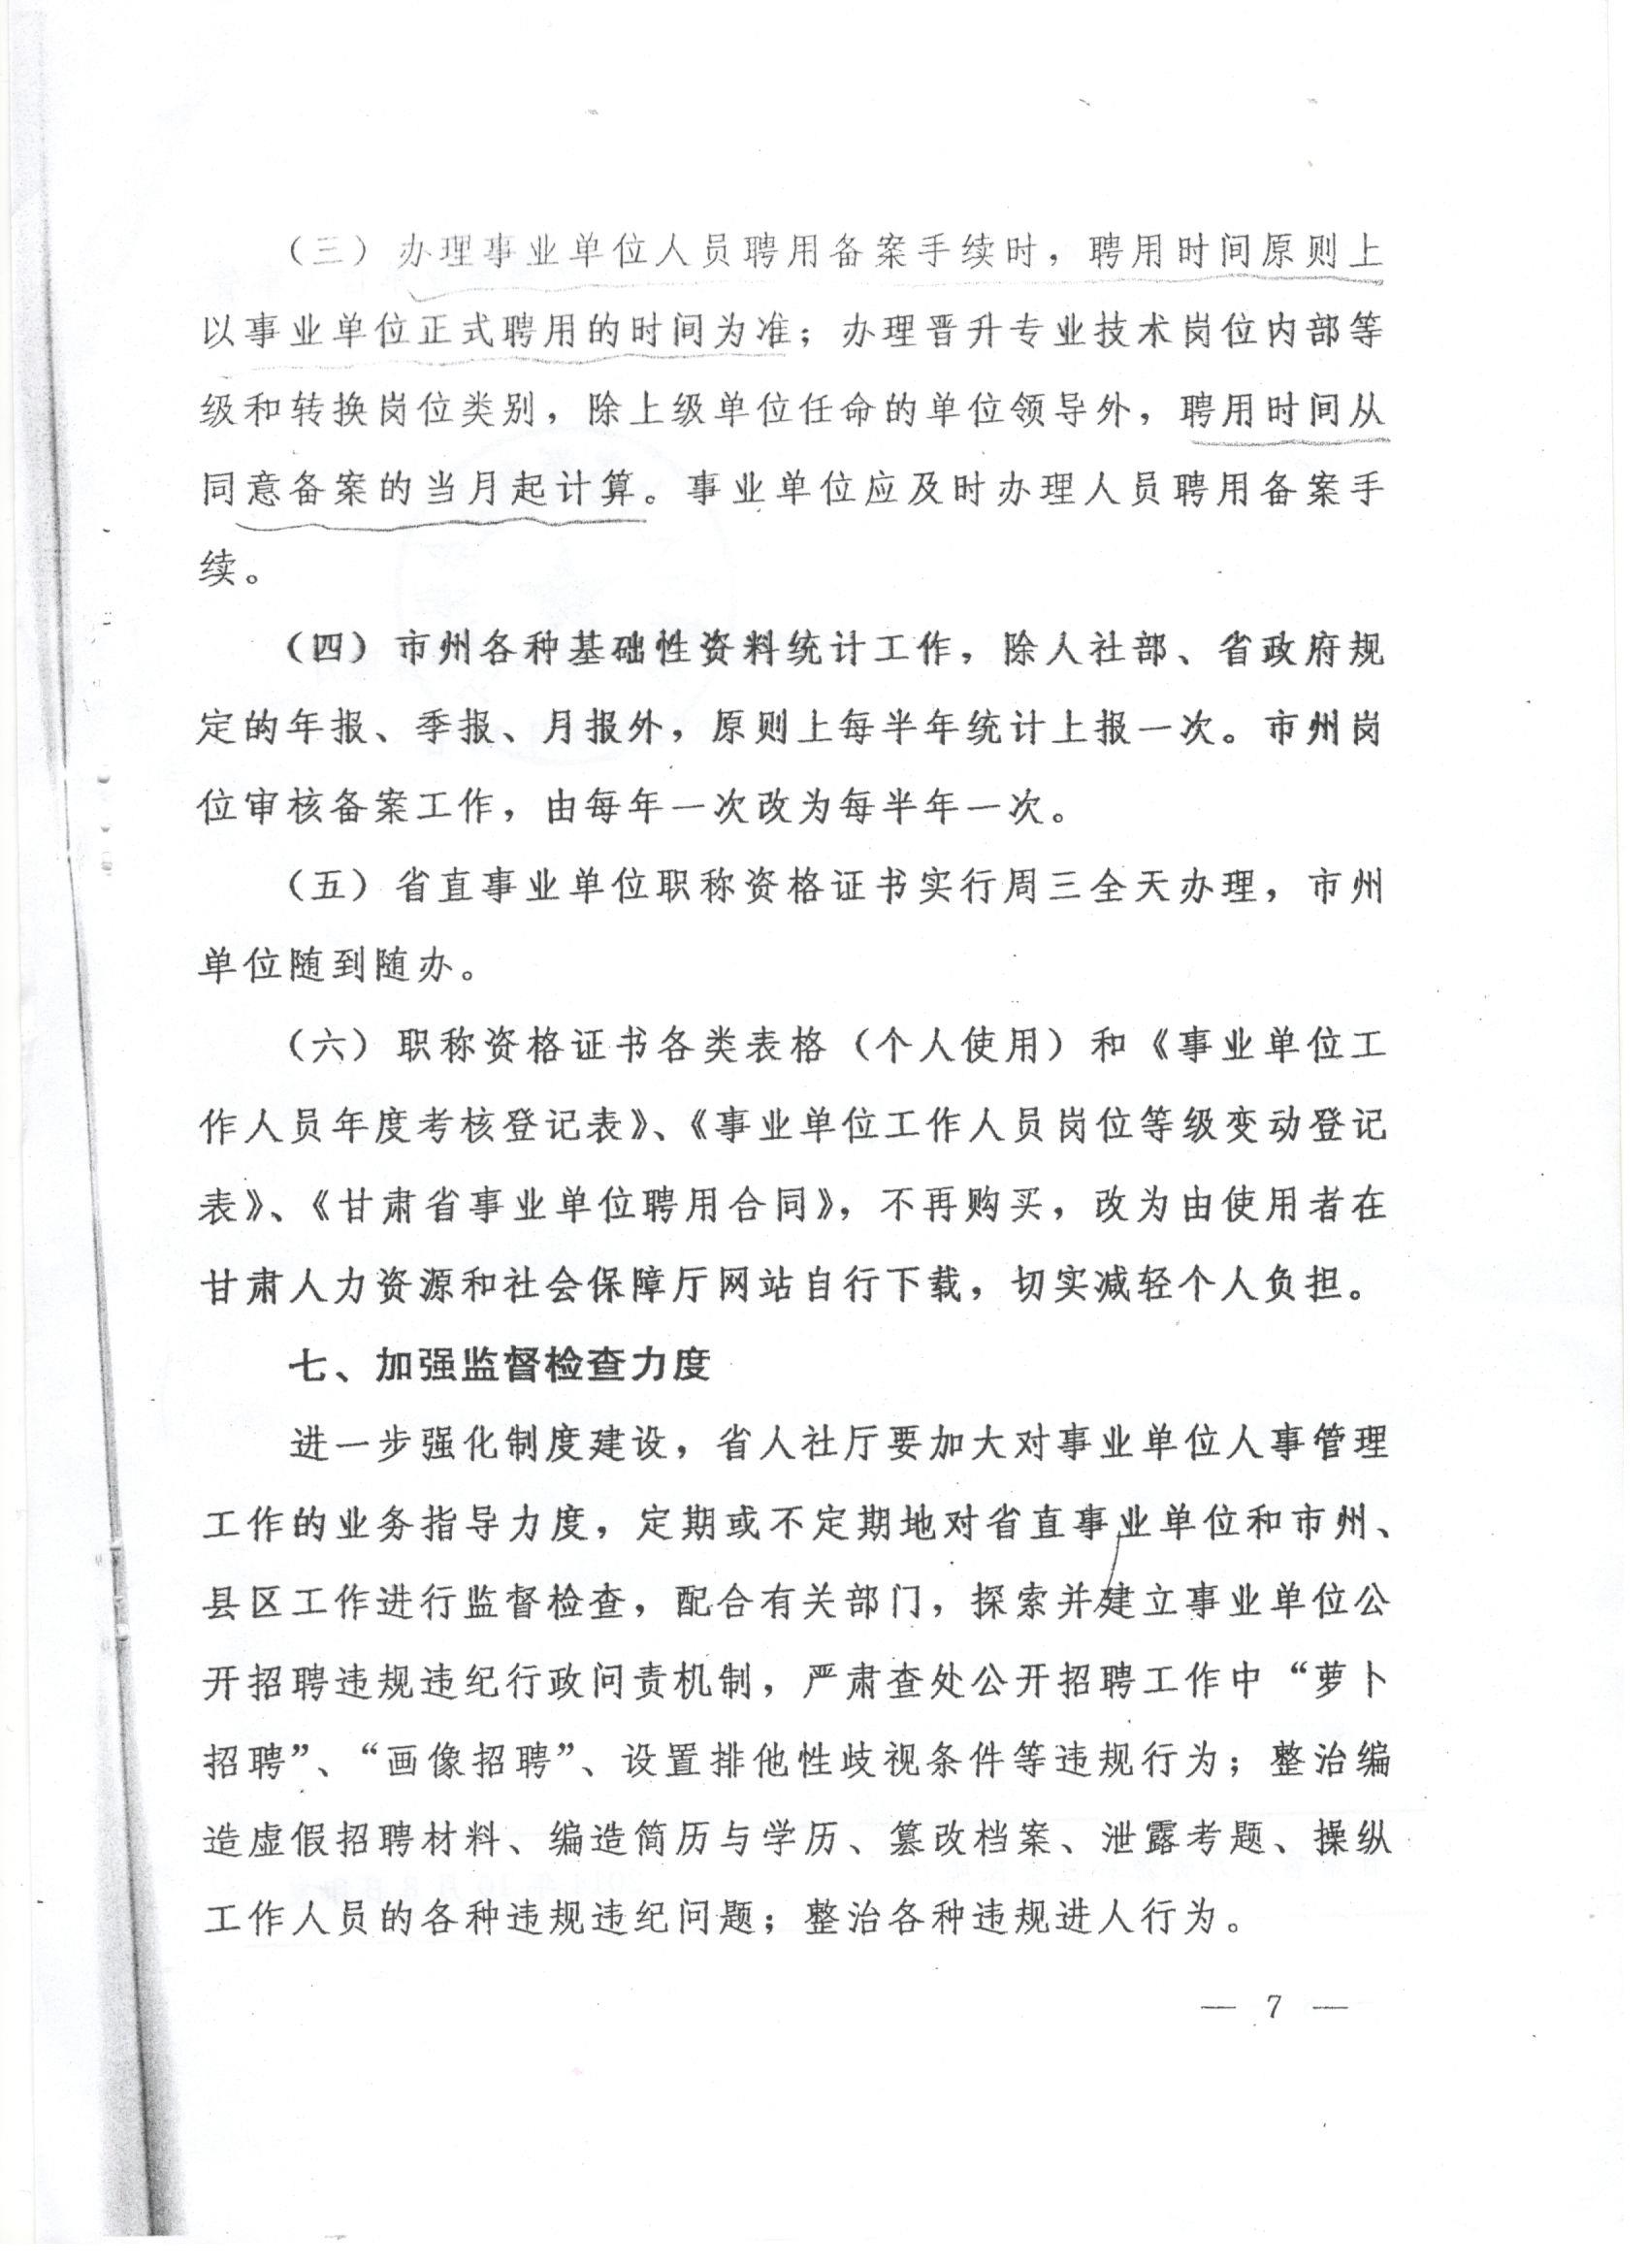 （三）办理事业单位人员聘用备案手续时，聘用时间原则上
以事业单位正式聘用的时间为准；办理晋升专业技术岗位内部等
级和转换岗位类别，除上级单位任命的单位领导外，聘用时间从
同意备案的当月起计算。事业单位应及时办理人员聘用备案手
续。
（四）市州各种基础性资料统计工作，除人社部、省政府规
定的年报、季报、月报外，原则上每半年统计上报一次。市州岗
位审核备案工作，由每年一次改为每半年一次。
（五）省直事业单位职称资格证书实行周三全天办理，市州
单位随到随办。
（六）职称资格证书各类表格（个人使用）和《事业单位工
作人员年度考核登记表》、《事业单位工作人员岗位等级变动登记
表》、《甘肃省事业单位聘用合同》，不再购买，改为由使用者在
甘肃人力资源和社会保障厅网站自行下载，切实减轻个人负担。
七、加强监督检查力度
进一步强化制度建设，省人社厅要加大对事业单位人事管理
工作的业务指导力度，定期或不定期地对省直事业单位和市州、
县区工作进行监督检查，配合有关部门，探索并建立事业单位公
开招聘违规违纪行政问责机制，严肃查处公开招聘工作中“萝卜
招聘”、“画像招聘”、设置排他性歧视条件等违规行为；整治编
造虚假招聘材料、编造简历与学历、篡改档案、泄露考题、操纵
工作人员的各种违规违纪问题；整治各种违规进人行为。
— 7 —